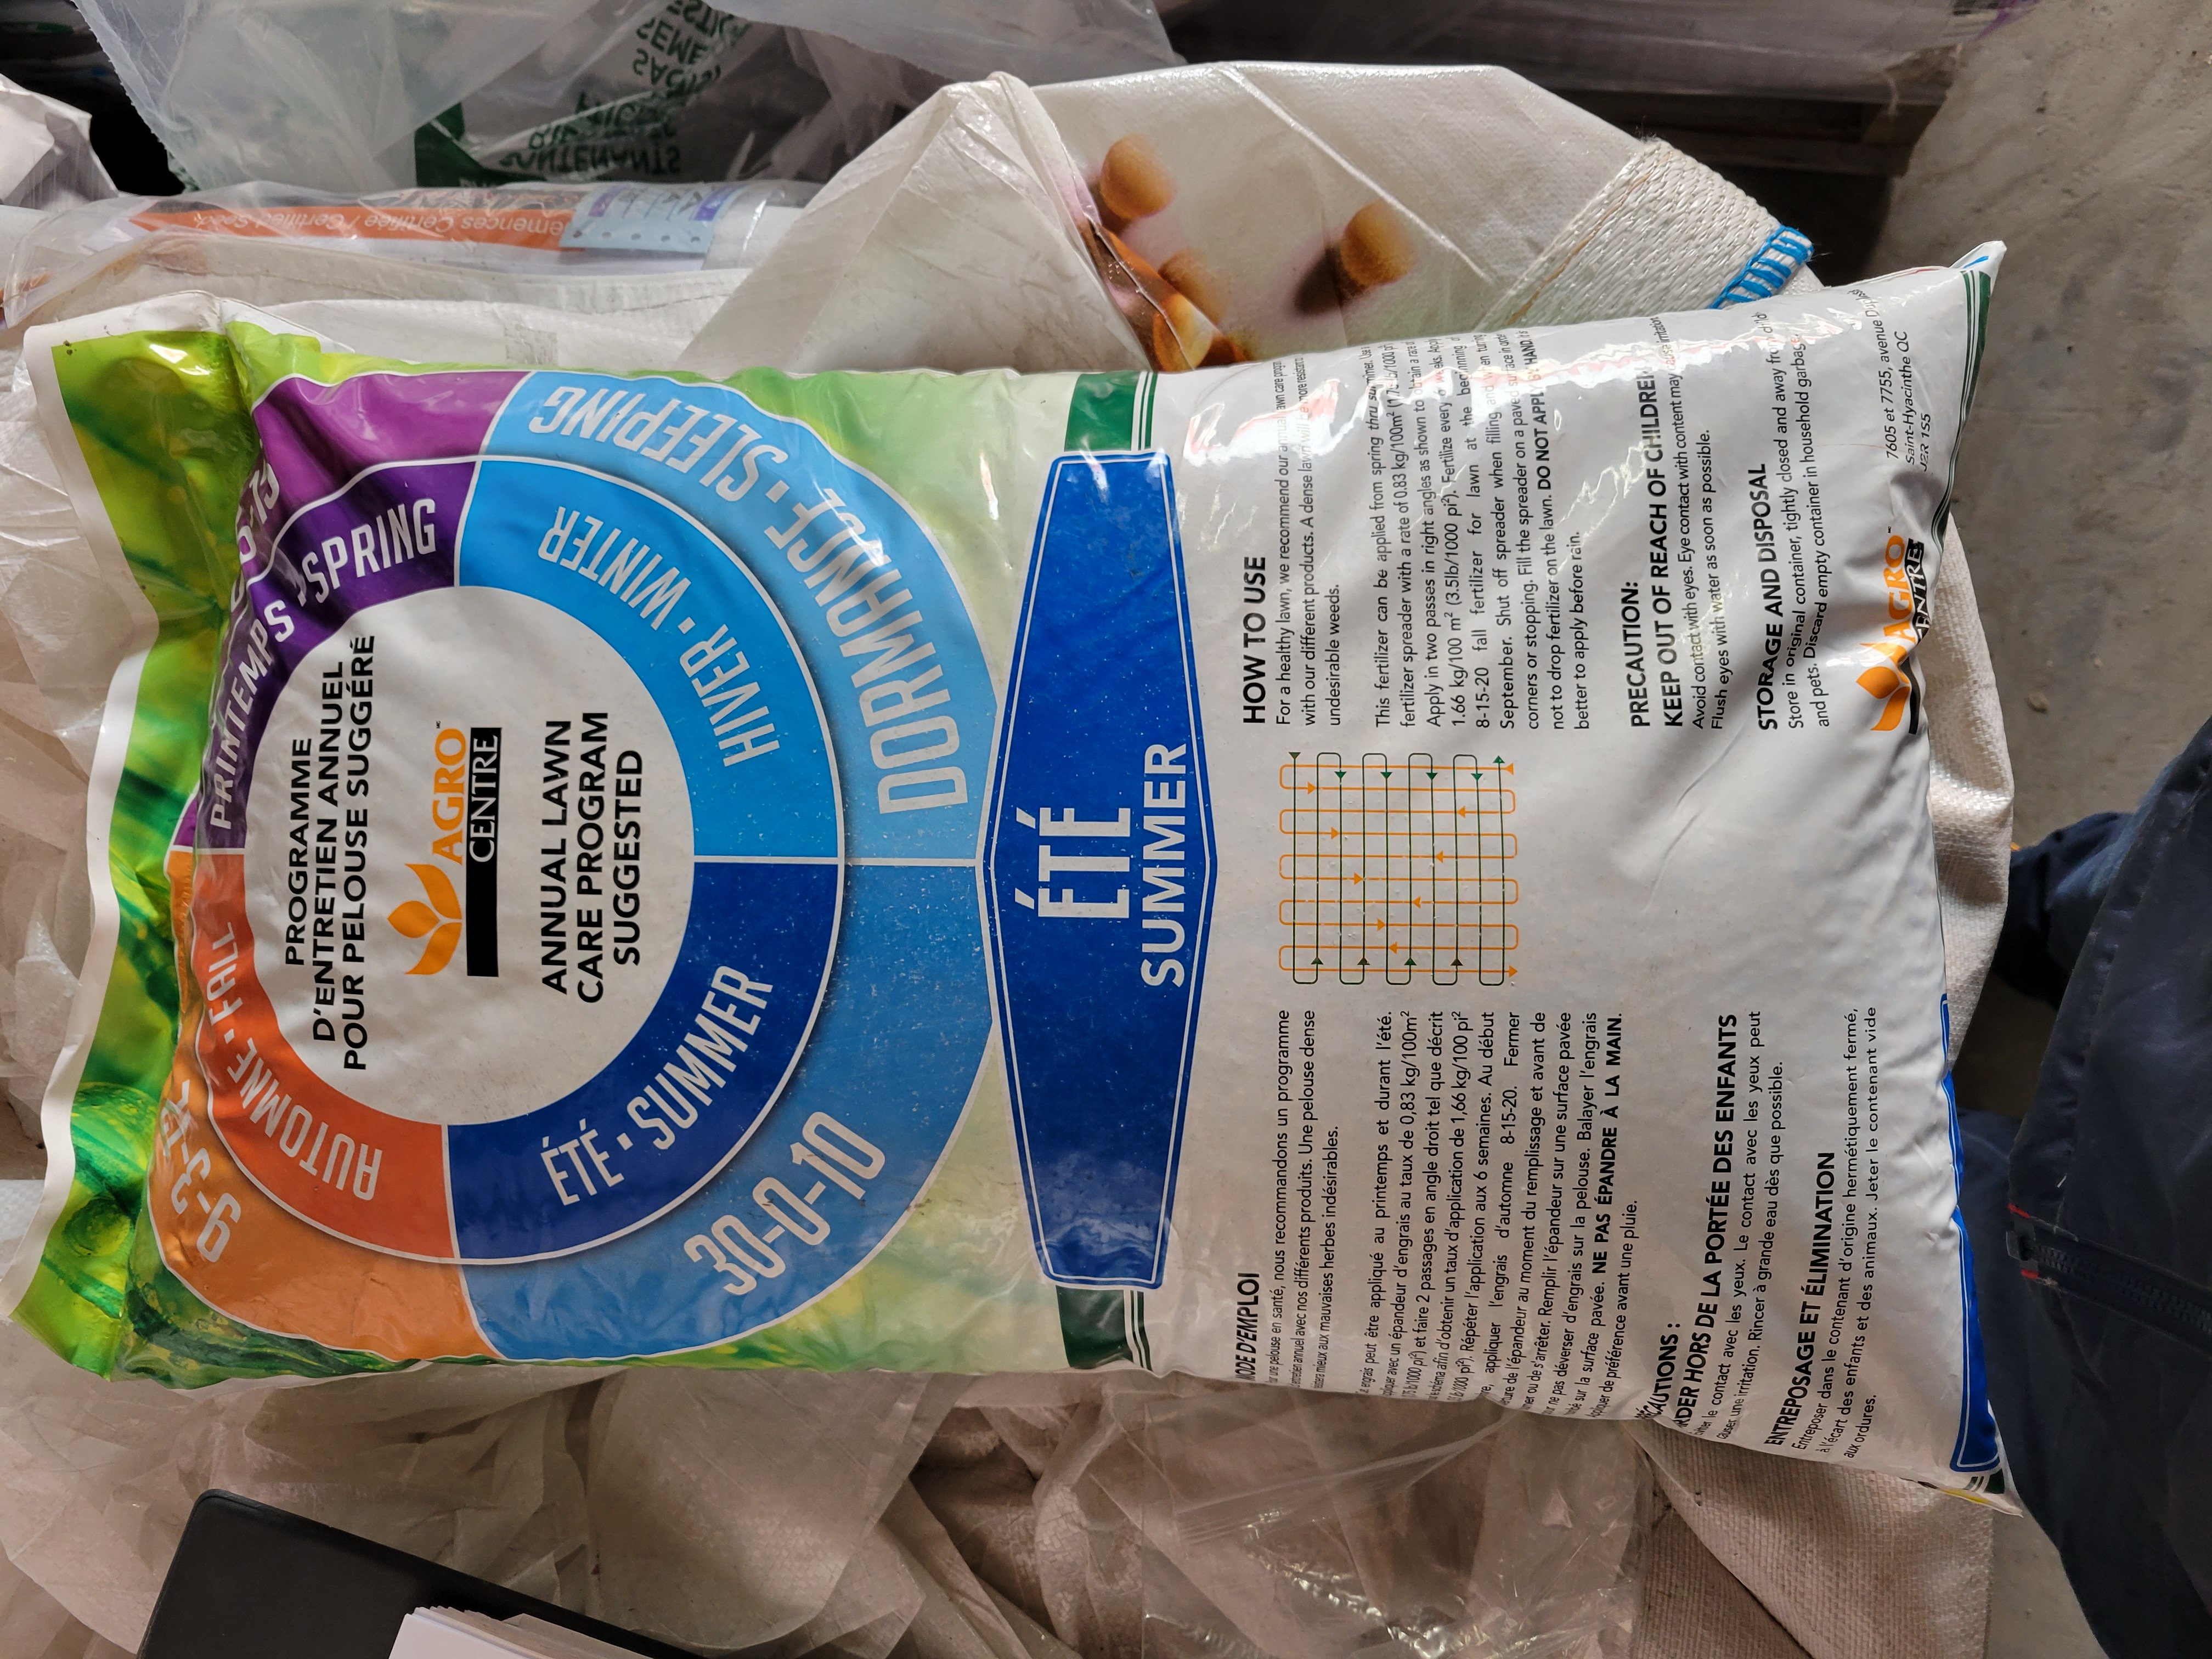 PROGRAMME
D'ENTRETIEN ANNUEL
POUR PELOUSE SUGGÉRÉ
AGRO
CENTRE
ANNUAL LAWN
CARE PROGRAM
SUGGESTED
AUTOMNE • FALL
PRINTEMPS
SPRING
30-0-10
ÉTÉ • SUMMER
HIVER • WINTER
DORMANCE • SLEEPING
ÉTÉ
SUMMER
MODE D'EMPLOI
une pelouse en santé, nous recommandons un programme
entretien annuel avec nos différents produits. Une pelouse dense
mieux aux mauvaises herbes indésirables.
engrais peut être appliqué au printemps et durant l'été.
avec un épandeur d'engrais au taux de 0,83 kg/100m²
et faire 2 passages en angle droit tel que décrit
schéma afin d'obtenir un taux d'application de 1,66 kg/100 pi²
Répéter l'application aux 6 semaines. Au début
appliquer l'engrais d'automne 8-15-20. Fermer
de l'épandeur au moment du remplissage et avant de
ou de s'arrêter. Remplir l'épandeur sur une surface pavée
ne pas déverser d'engrais sur la pelouse. Balayer l'engrais
sur la surface pavée. NE PAS ÉPANDRE À LA MAIN.
de préférence avant une pluie.
HORS DE LA PORTÉE DES ENFANTS
le contact avec les yeux. Le contact avec les yeux peut
une irritation. Rincer à grande eau dès que possible.
ENTREPOSAGE ET ÉLIMINATION
Entreposer dans le contenant d'origine hermétiquement fermé,
à l'écart des enfants et des animaux. Jeter le contenant vide
aux ordures.
HOW TO USE
For a healthy lawn, we recommend our
with our different products. A dense
undesirable weeds.
This fertilizer can be applied from spring thru
fertilizer spreader with a rate of 0.83 kg/100m²
Apply in two passes in right angles as shown to
1.66 kg/100 m² (3.5lb/1000 pi²). Fertilize every
8-15-20 fall fertilizer for lawn at the beginning
September. Shut off spreader when filling
corners or stopping. Fill the spreader on a
not to drop fertilizer on the lawn. DO NOT
better to apply before rain.
PRECAUTION:
KEEP OUT OF REACH OF CHILDREN
Avoid contact with eyes. Eye contact with content may
Flush eyes with water as soon as possible.
STORAGE AND DISPOSAL
Store in original container, tightly closed and away from
and pets. Discard empty container in household
AGRO
CENTRE
7605 et 7755, avenue
Saint-Hyacinthe QC
J2R 1S5
Certifiée / Certified Seeds